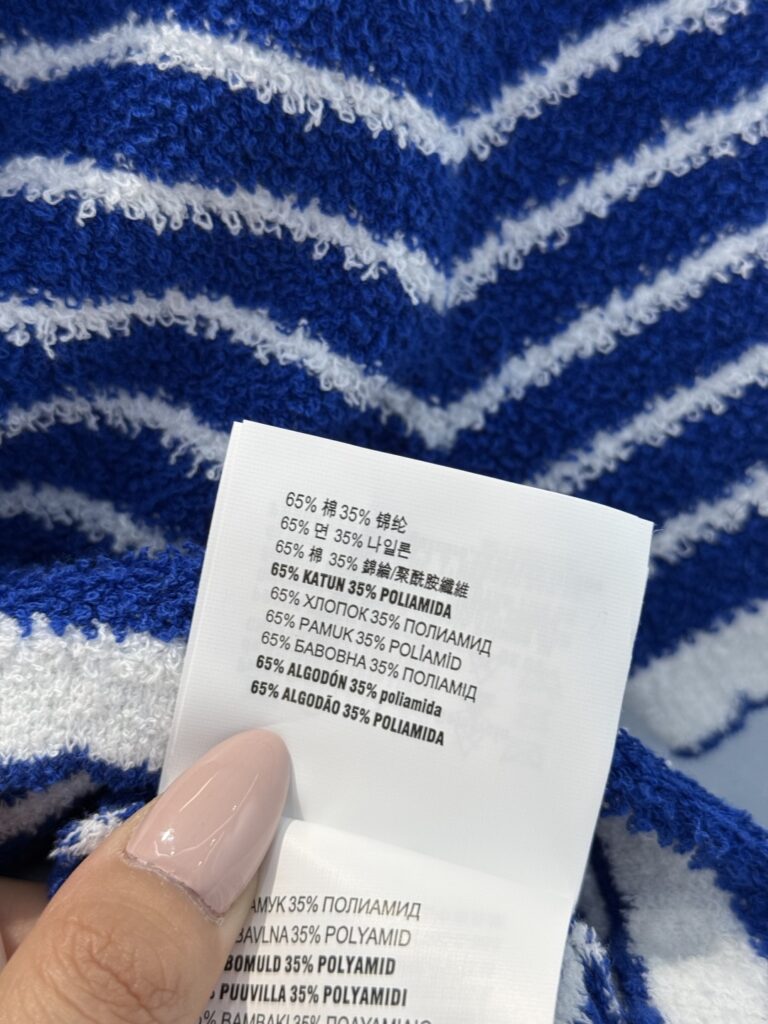 65% 棉 35% 锦纶
65% 면 35% 나일론
65% 棉 35% 錦綸/聚酰胺纖維
65% KATUN 35% POLIAMIDA
65% ХЛОПОК 35% ПОЛИАМИД
65% PAMUK 35% POLİAMİD
65% БАВОВНА 35% ПОЛІАМІД
65% ALGODÓN 35% poliamida
65% ALGODÃO 35% POLIAMIDA
35% ПОЛИАМИД
35% POLYAMID
BOMULD 35% POLYAMID
PUUVILLA 35% POLYAMIDI